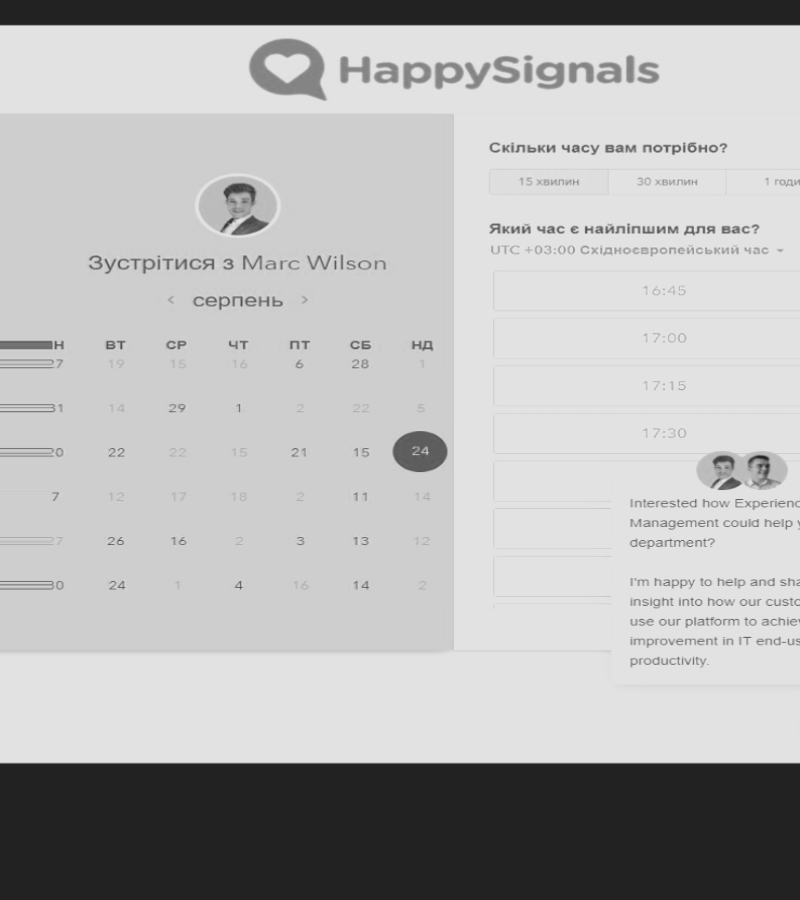 HappySignals
Зустрітися з Marc Wilson
< серпень >
Н ВТ СР ЧТ ПТ СБ НД
7 19 15 16 6 28 1
31 14 29 1 2 22 5
20 22 22 15 21 15 24
7 12 17 18 2 11 14
27 26 16 2 3 13 12
30 24 1 4 16 14 2
Скільки часу вам потрібно?
15 хвилин 30 хвилин 1 годи
Який час є найліпшим для вас?
UTC +03:00 Східноєвропейський час
16:45
17:00
17:15
17:30
Interested how Experienc
Management could help y
department?
I'm happy to help and sha
insight into how our custo
use our platform to achiev
improvement in IT end-us
productivity.